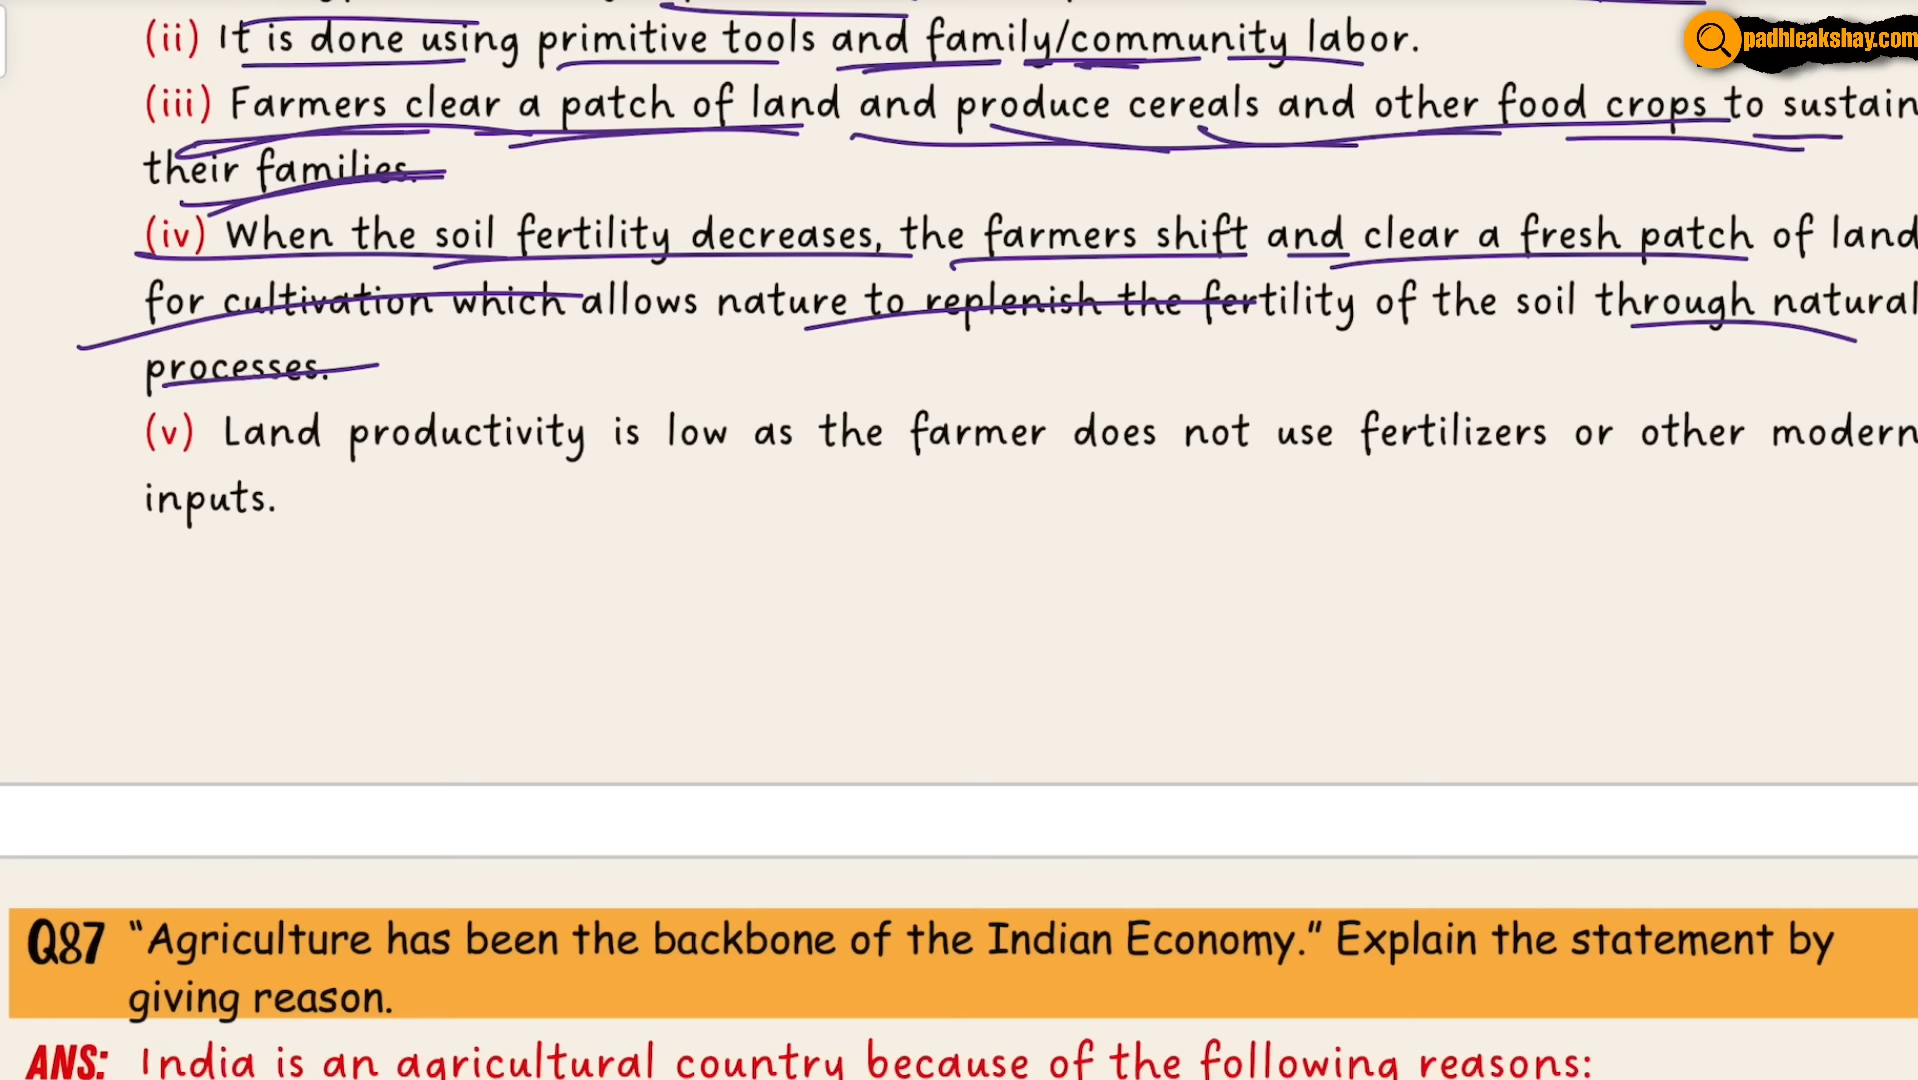 padhleakshay.com
(ii) It is done using primitive tools and family/community labor.
(iii) Farmers clear a patch of land and produce cereals and other food crops to sustain
their families.
(iv) When the soil fertility decreases, the farmers shift and clear a fresh patch of land
for cultivation which allows nature to replenish the fertility of the soil through natural
processes.
(v) Land productivity is low as the farmer does not use fertilizers or other modern
inputs.
Q87 "Agriculture has been the backbone of the Indian Economy." Explain the statement by
giving reason.
ANS: India is an agricultural country because of the following reasons: